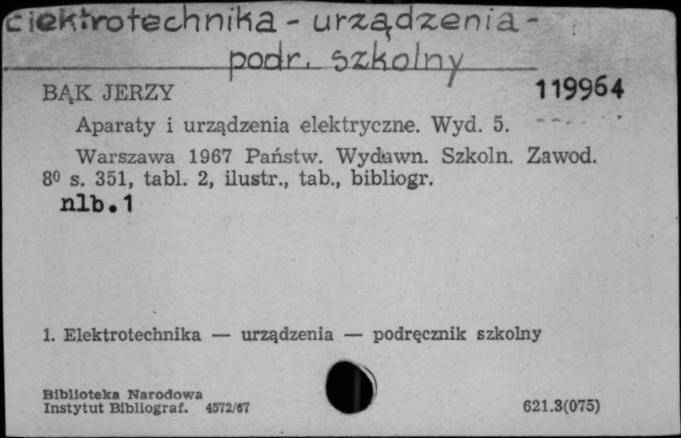 elektrotechnika - urządzenia -
podr. szkolny
BĄK JERZY 119964
Aparaty i urządzenia elektryczne. Wyd. 5.
Warszawa 1967 Państw. Wydawn. Szkoln. Zawod.
8⁰ s. 351, tabl. 2, ilustr., tab., bibliogr.
nlb.1
1. Elektrotechnika — urządzenia — podręcznik szkolny
Biblioteka Narodowa
Instytut Bibliograf. 4572/67 621.3(075)